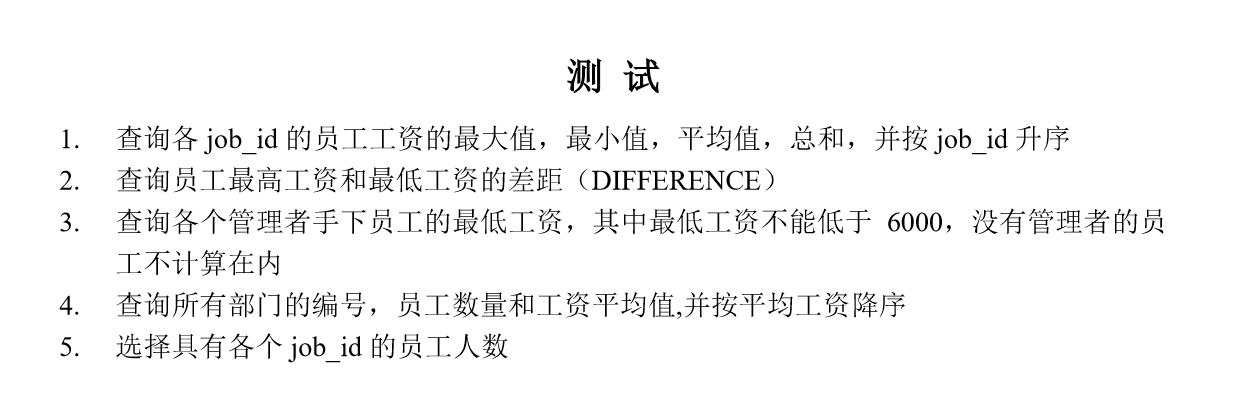 测 试
1. 查询各 job_id 的员工工资的最大值，最小值，平均值，总和，并按 job_id 升序
2. 查询员工最高工资和最低工资的差距（DIFFERENCE）
3. 查询各个管理者手下员工的最低工资，其中最低工资不能低于 6000，没有管理者的员
工不计算在内
4. 查询所有部门的编号，员工数量和工资平均值,并按平均工资降序
5. 选择具有各个 job_id 的员工人数